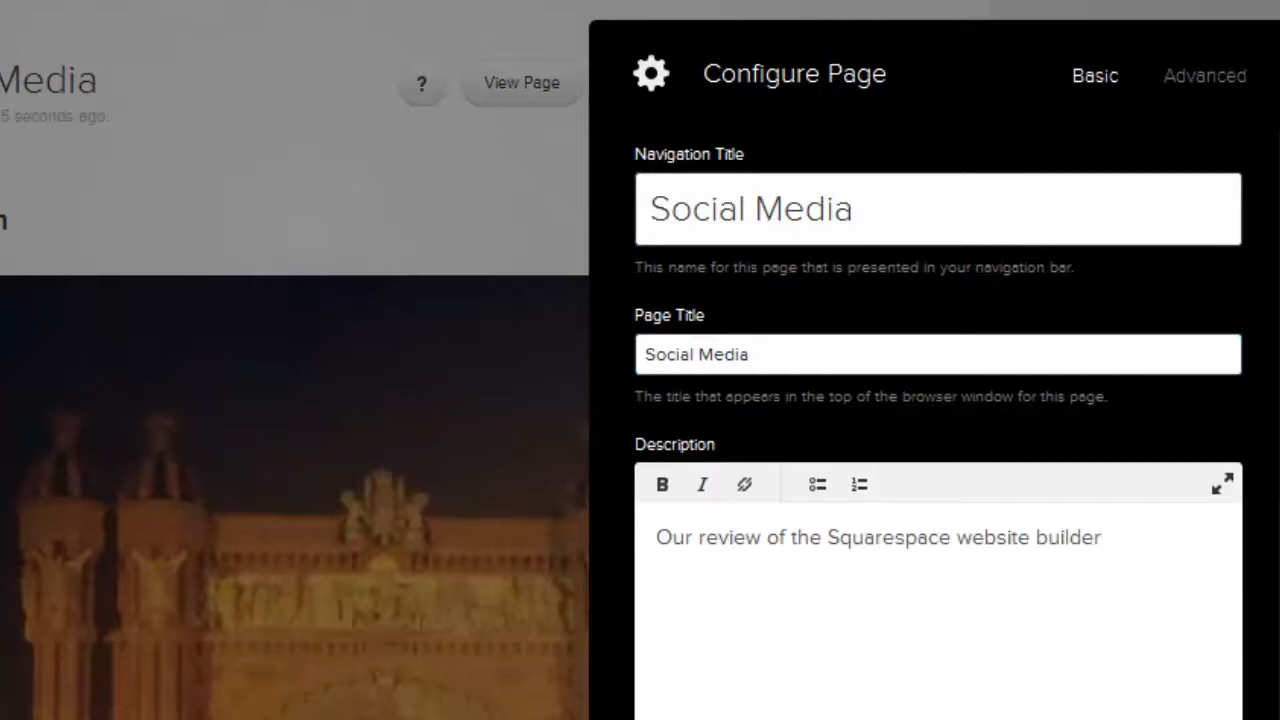 Media
5 seconds ago.
?
View Page
n
Configure Page
Basic
Advanced
Navigation Title
Social Media
This name for this page that is presented in your navigation bar.
Page Title
Social Media
The title that appears in the top of the browser window for this page.
Description
B I
Our review of the Squarespace website builder